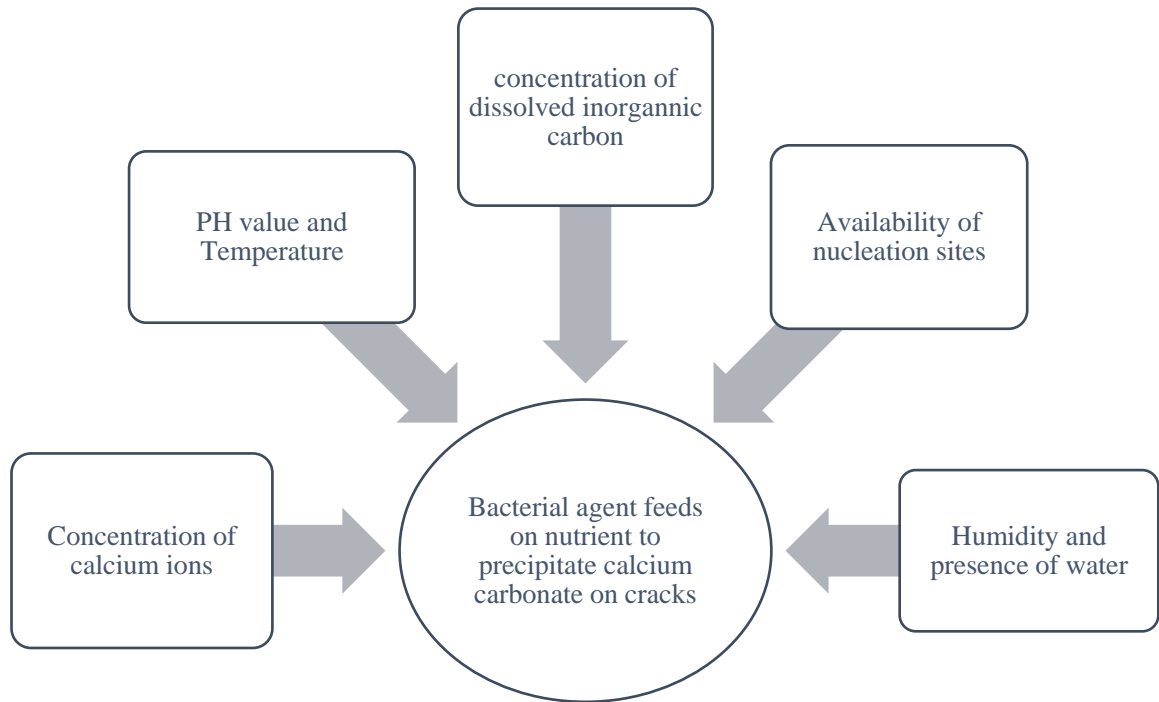 concentration of
dissolved inorgannic
carbon
PH value and
Temperature
Availability of
nucleation sites
Concentration of
calcium ions
Bacterial agent feeds
on nutrient to
precipitate calcium
carbonate on cracks
Humidity and
presence of water